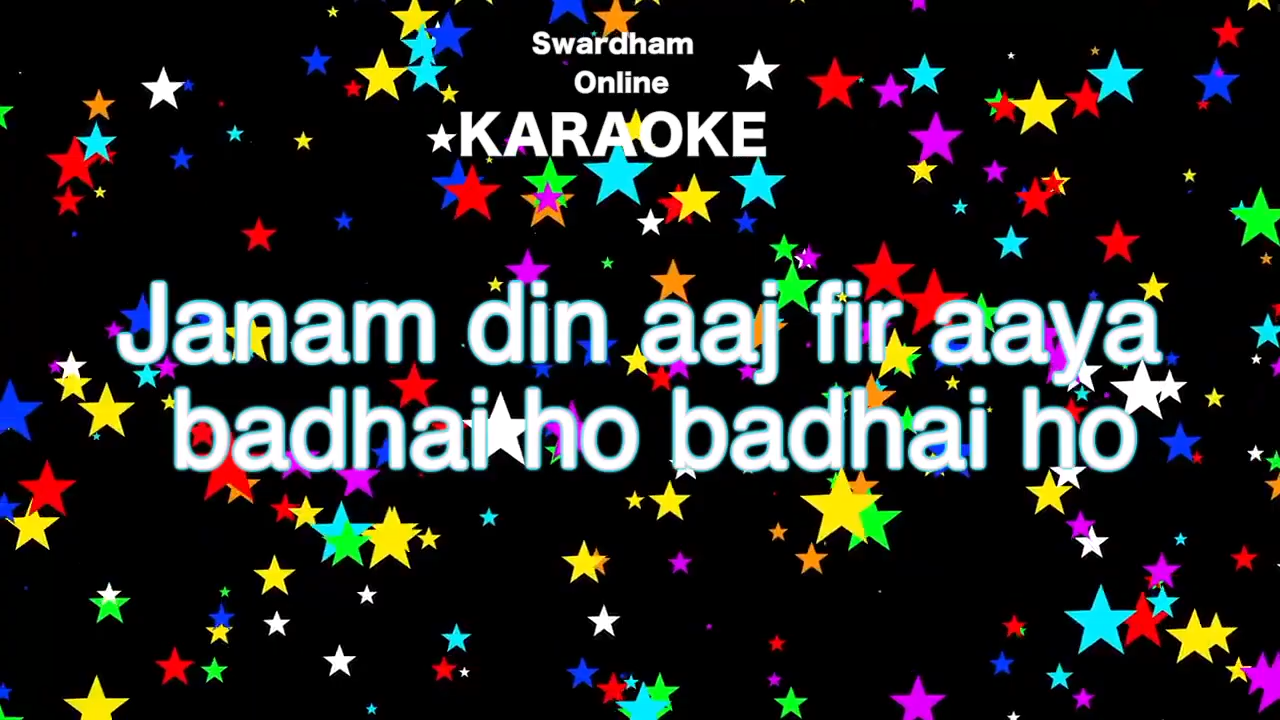 Swardham
Online
KARAOKE
Janam din aaj fir aaya
badhai ho badhai ho